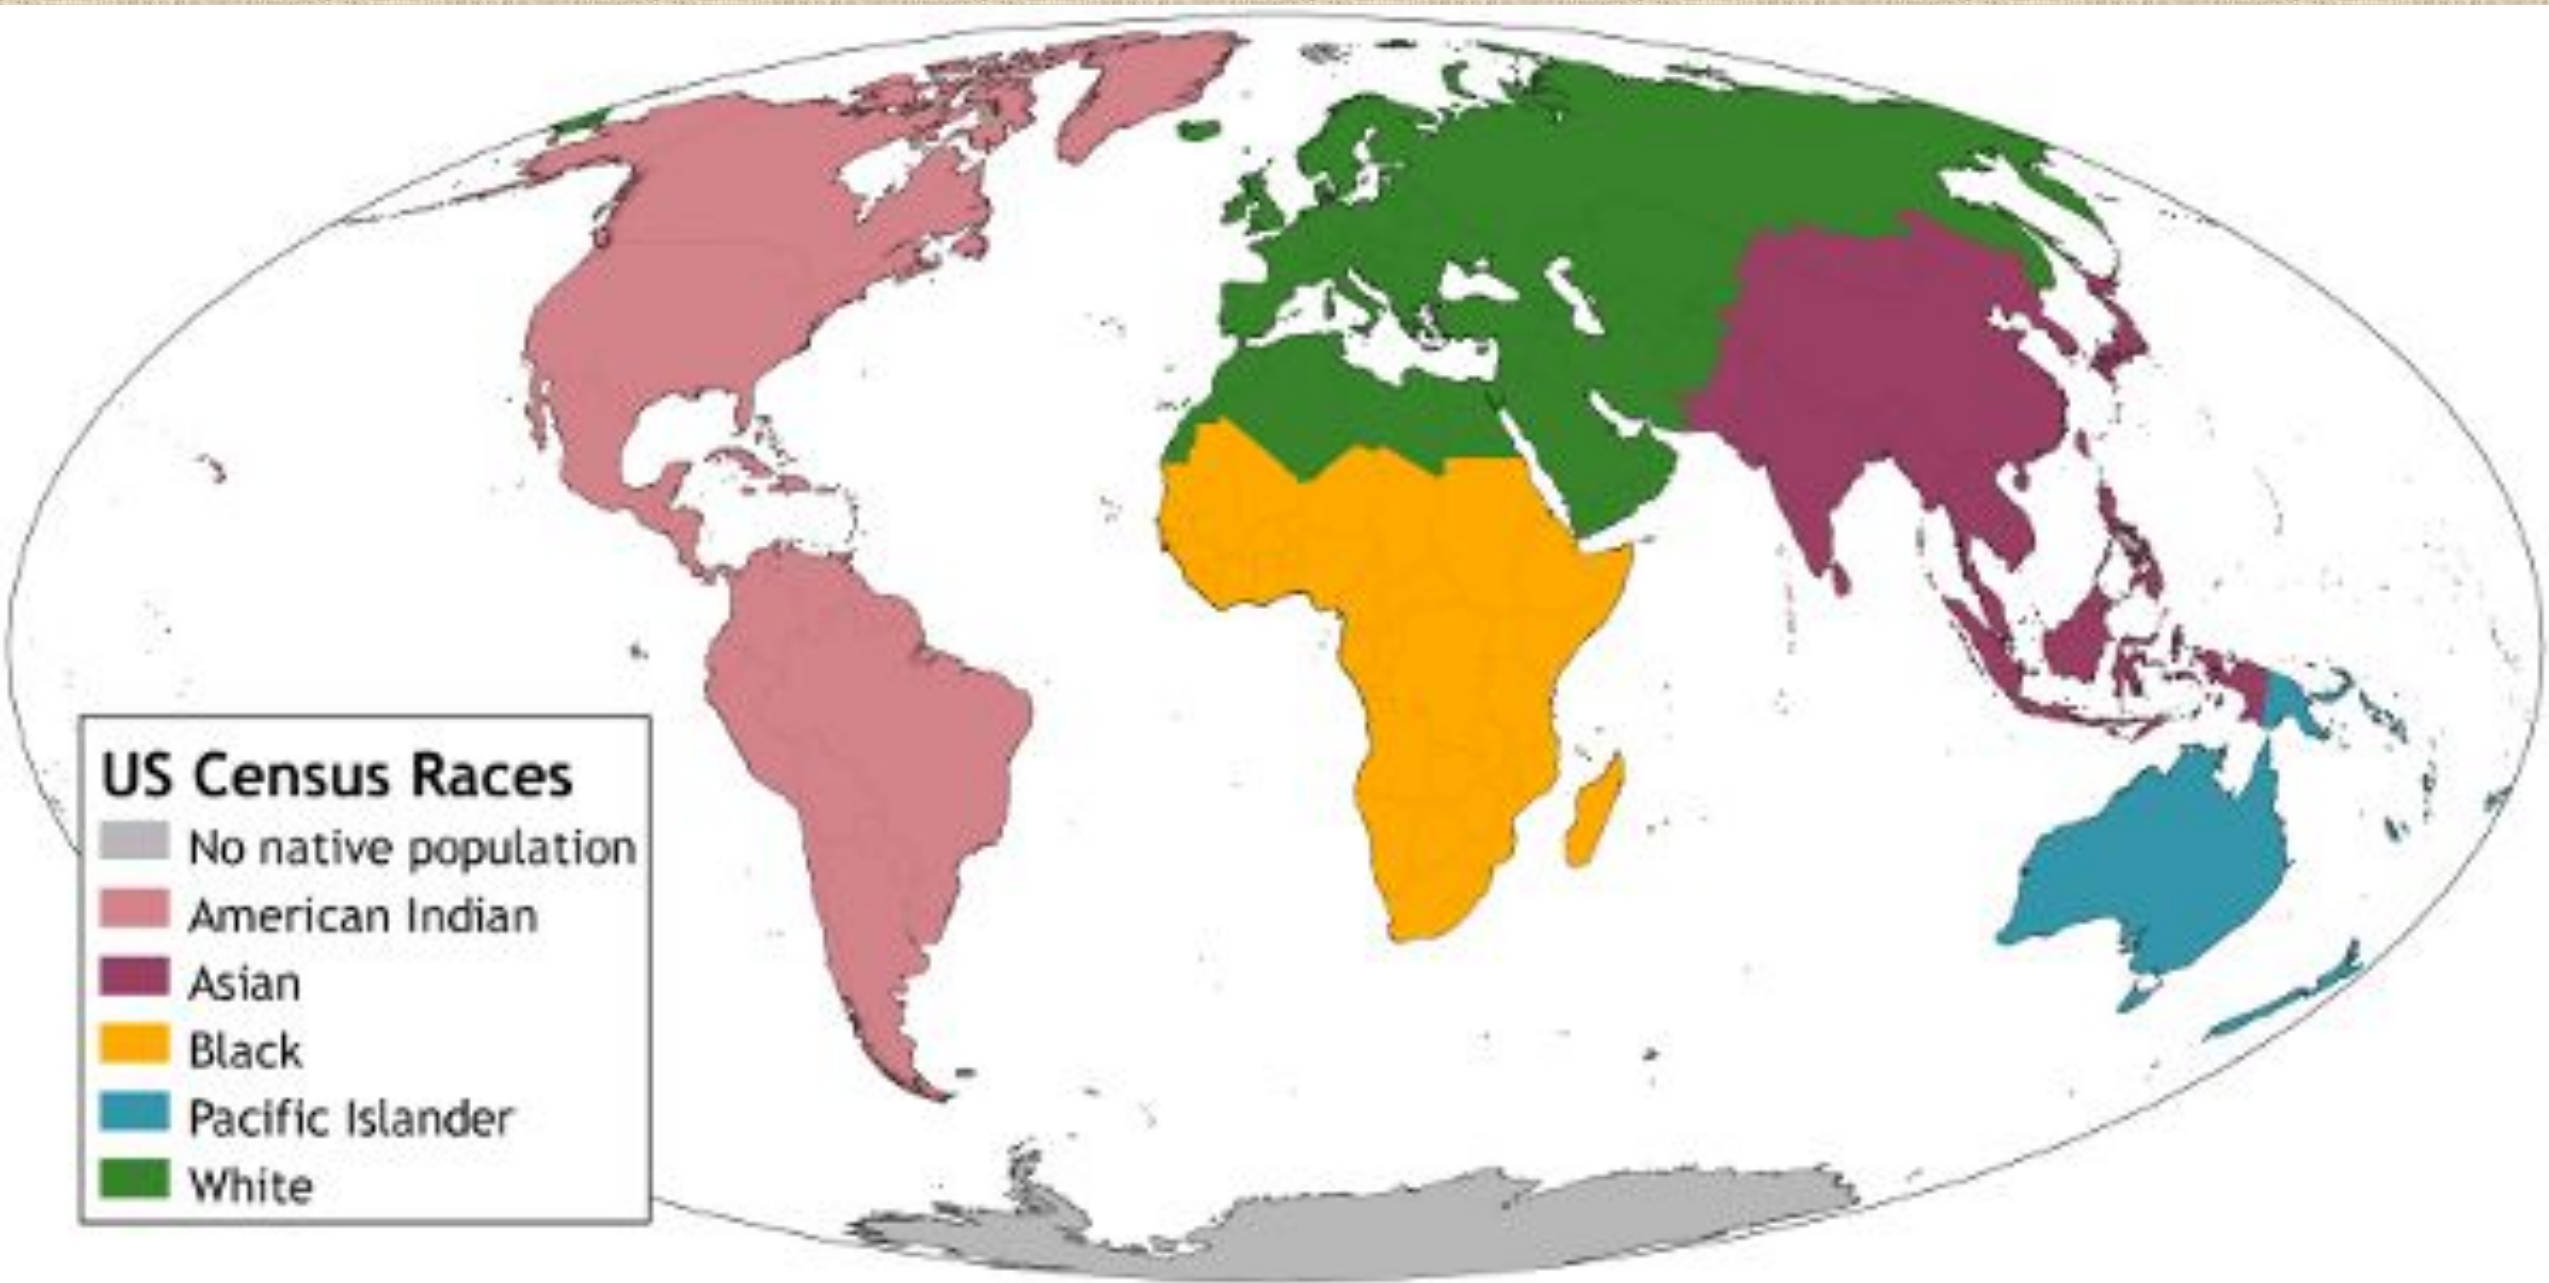 US Census Races
No native population
American Indian
Asian
Black
Pacific Islander
White